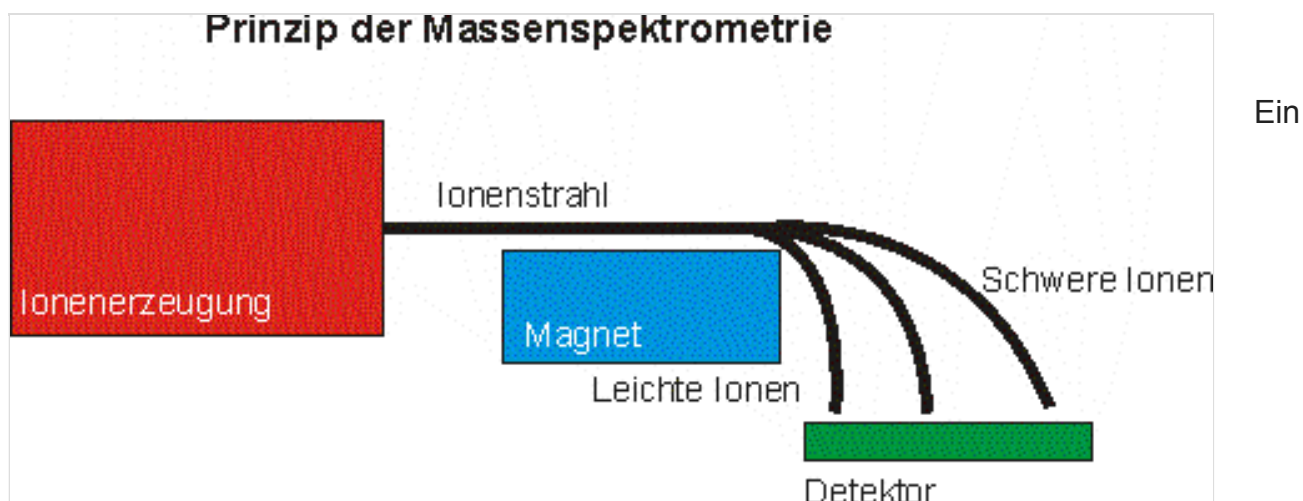 Prinzip der Massenspektrometrie
Ein
Ionenstrahl
Schwere Ionen
Ionenerzeugung
Magnet
Leichte Ionen
Detektor